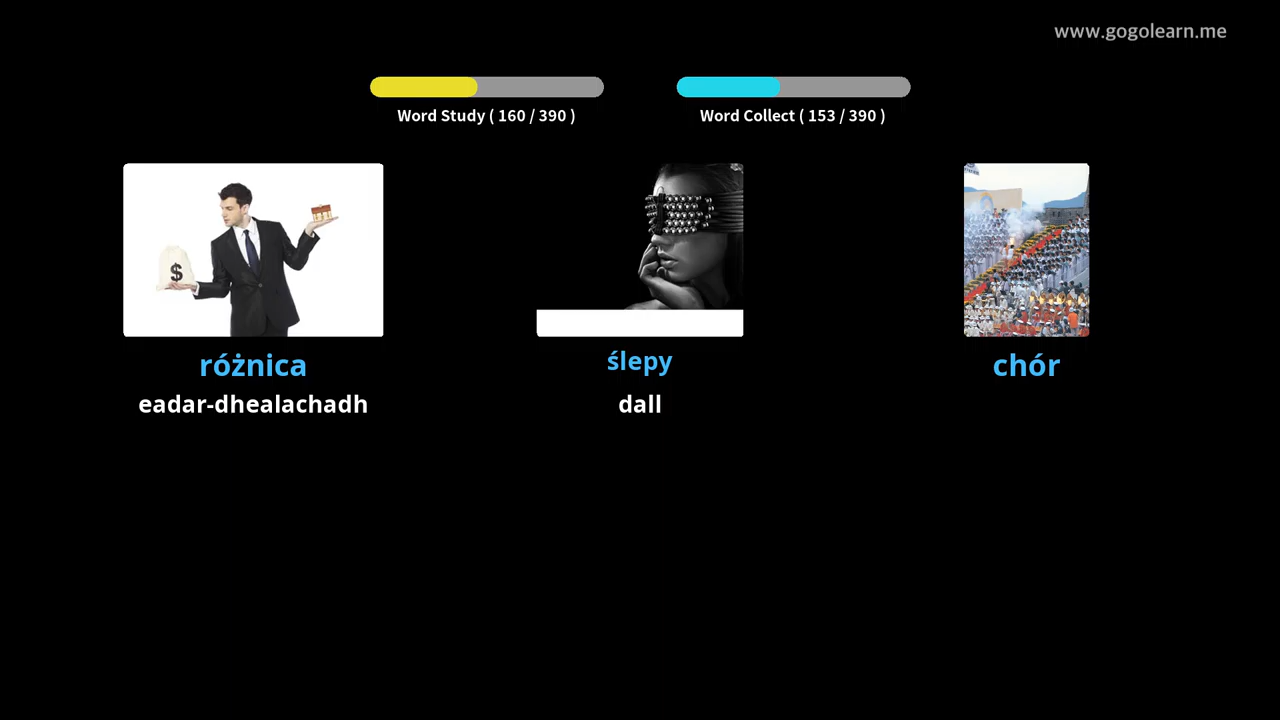 www.gogolearn.me
Word Study ( 160 / 390 )
Word Collect ( 153 / 390 )
$
różnica
ślepy
chór
eadar-dhealachadh
dall